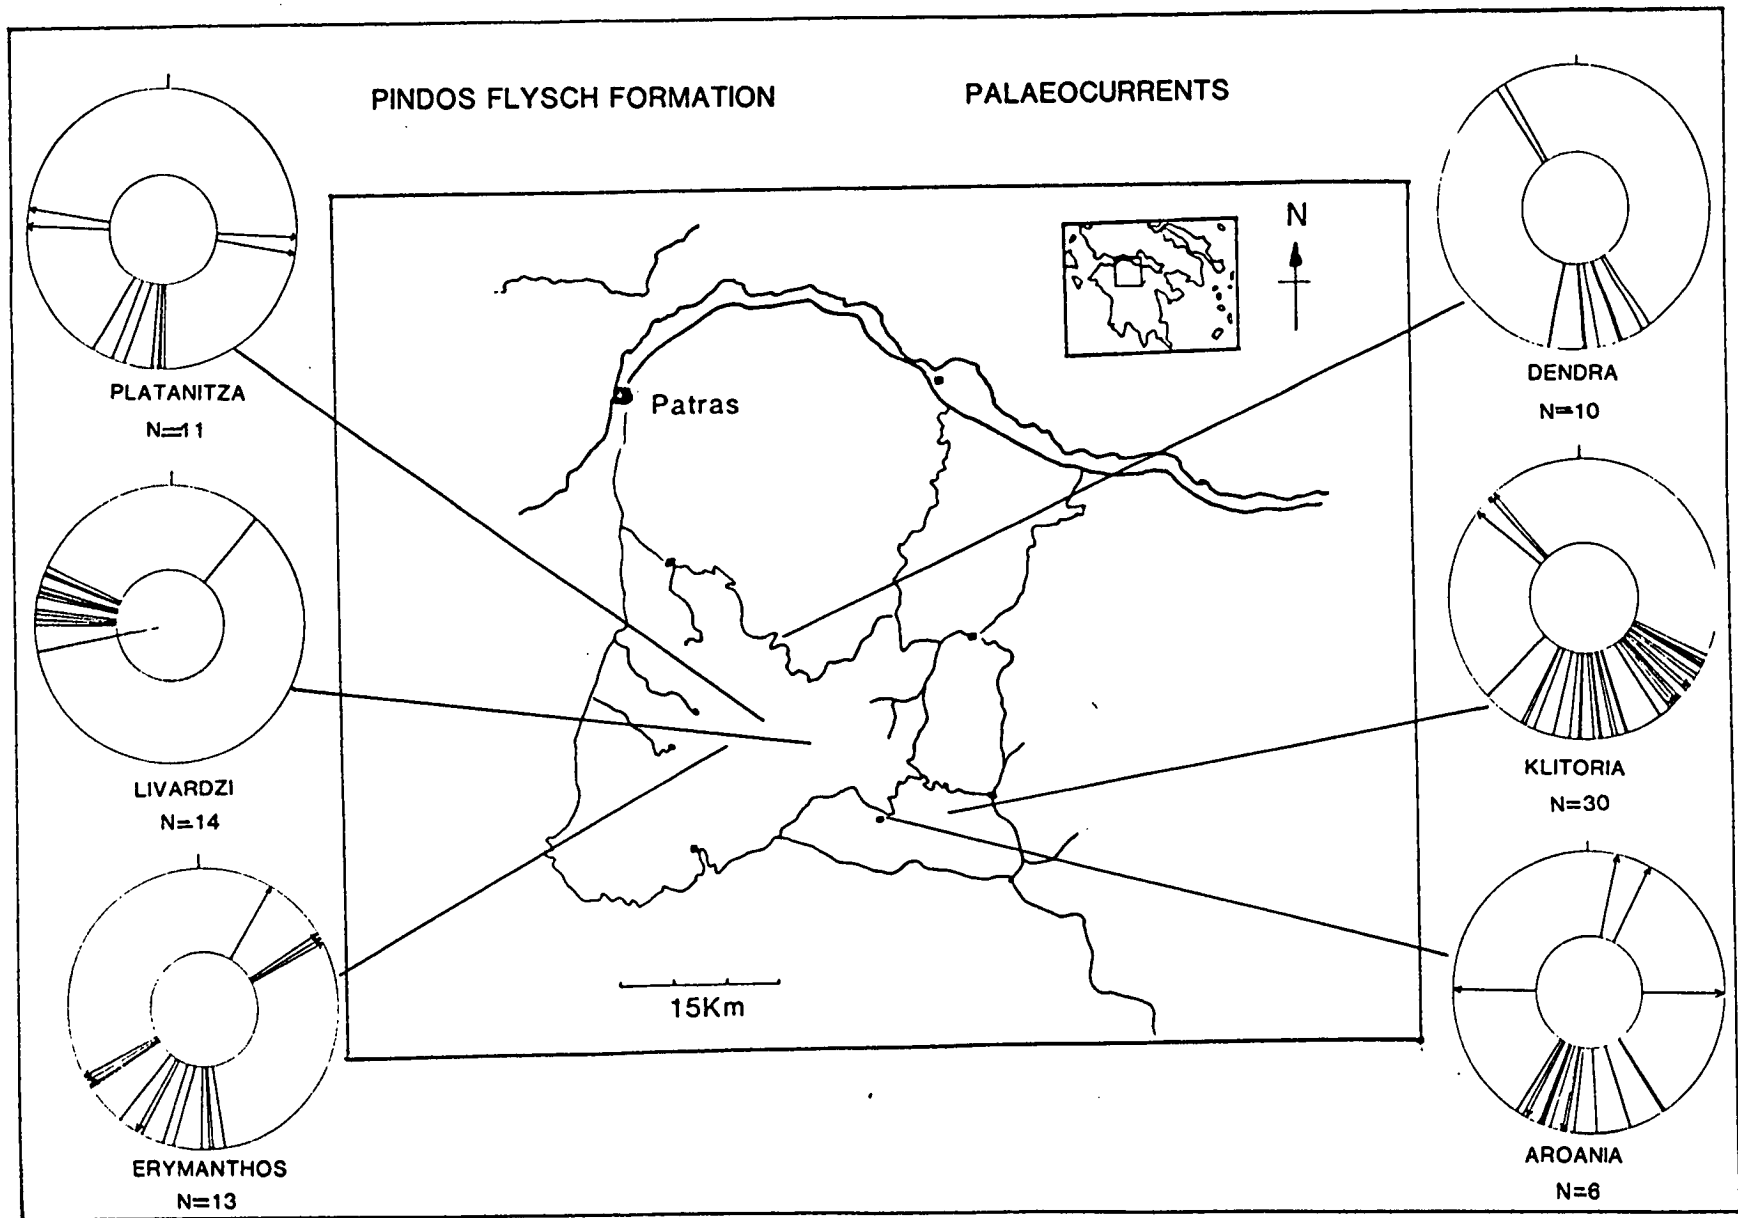 PINDOS FLYSCH FORMATION PALAEOCURRENTS
PLATANITZA
N=11
LIVARDZI
N=14
ERYMANTHOS
N=13
Patras
15Km
N
DENDRA
N=10
KLITORIA
N=30
AROANIA
N=6